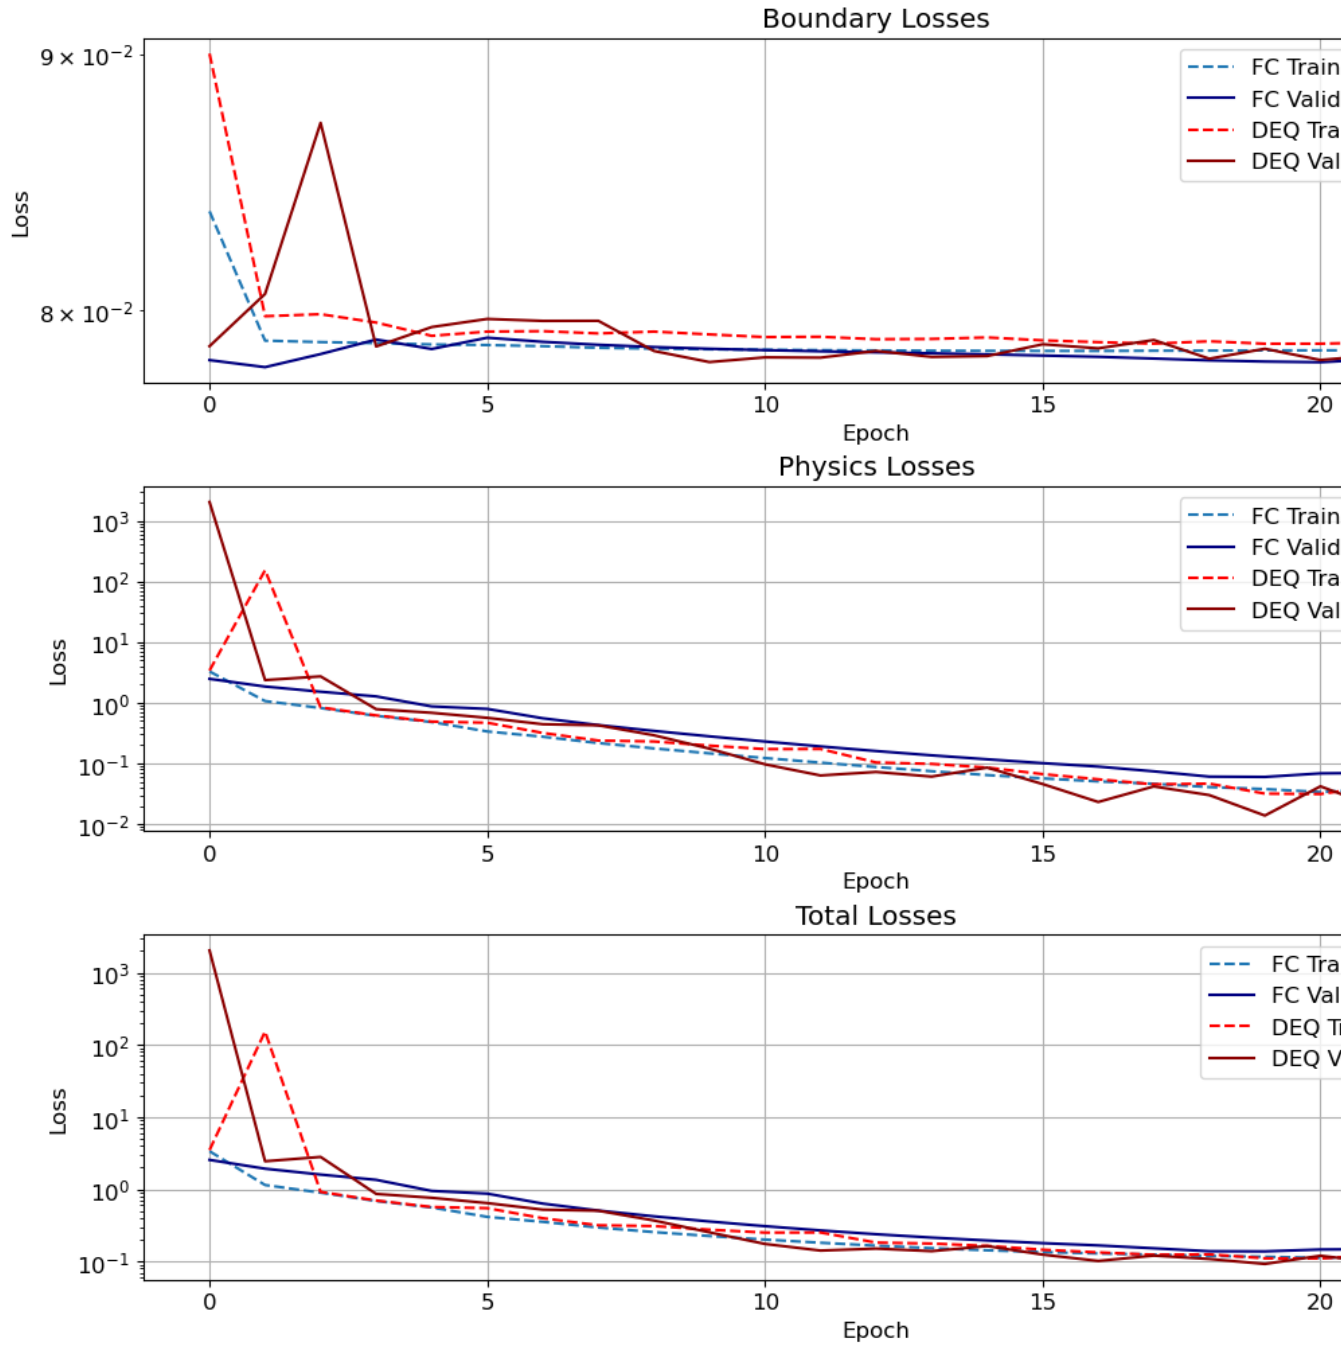 Boundary Losses
9 × 10⁻²
8 × 10⁻²
Loss
FC Train
FC Valid
DEQ Tra
DEQ Val
0 5 10 15 20
Epoch
Physics Losses
10³
10²
10¹
10⁰
10⁻¹
10⁻²
Loss
FC Train
FC Valid
DEQ Tra
DEQ Val
0 5 10 15 20
Epoch
Total Losses
10³
10²
10¹
10⁰
10⁻¹
Loss
FC Tra
FC Val
DEQ Tr
DEQ V
0 5 10 15 20
Epoch